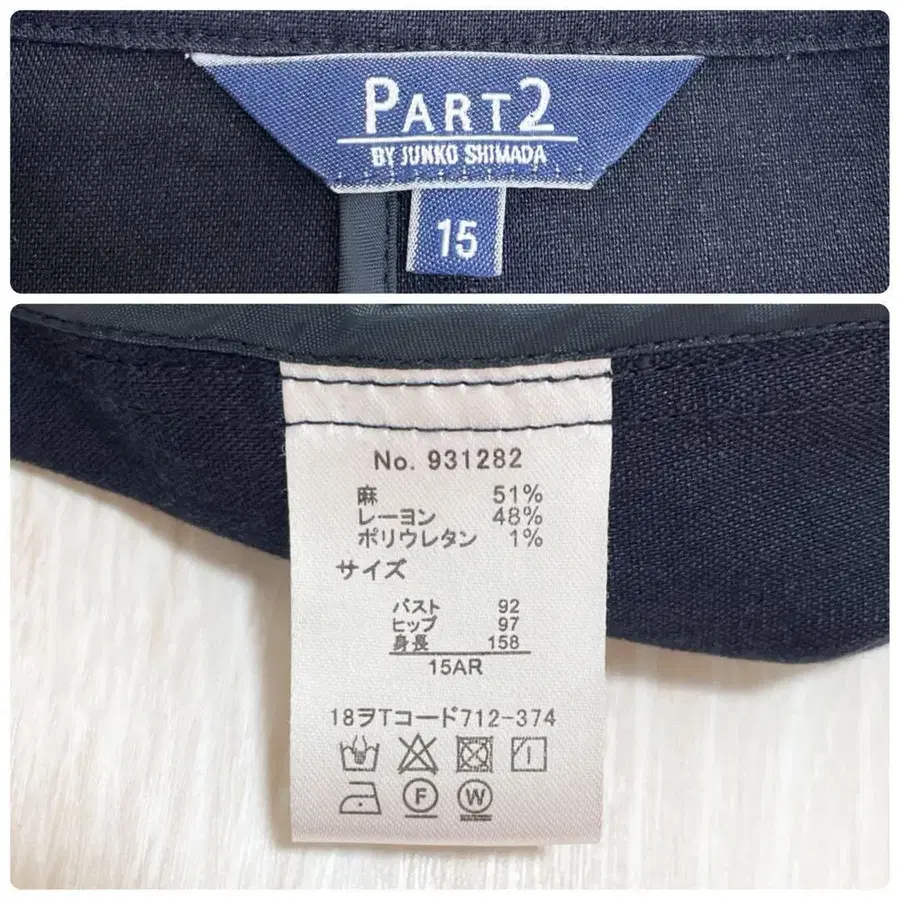 PART2
BY JUNKO SHIMADA
15
No. 931282
麻 51%
レーヨン 48%
ポリウレタン 1%
サイズ
バスト 92
ヒップ 97
身長 158
15AR
18ヲTコード712-374
F W